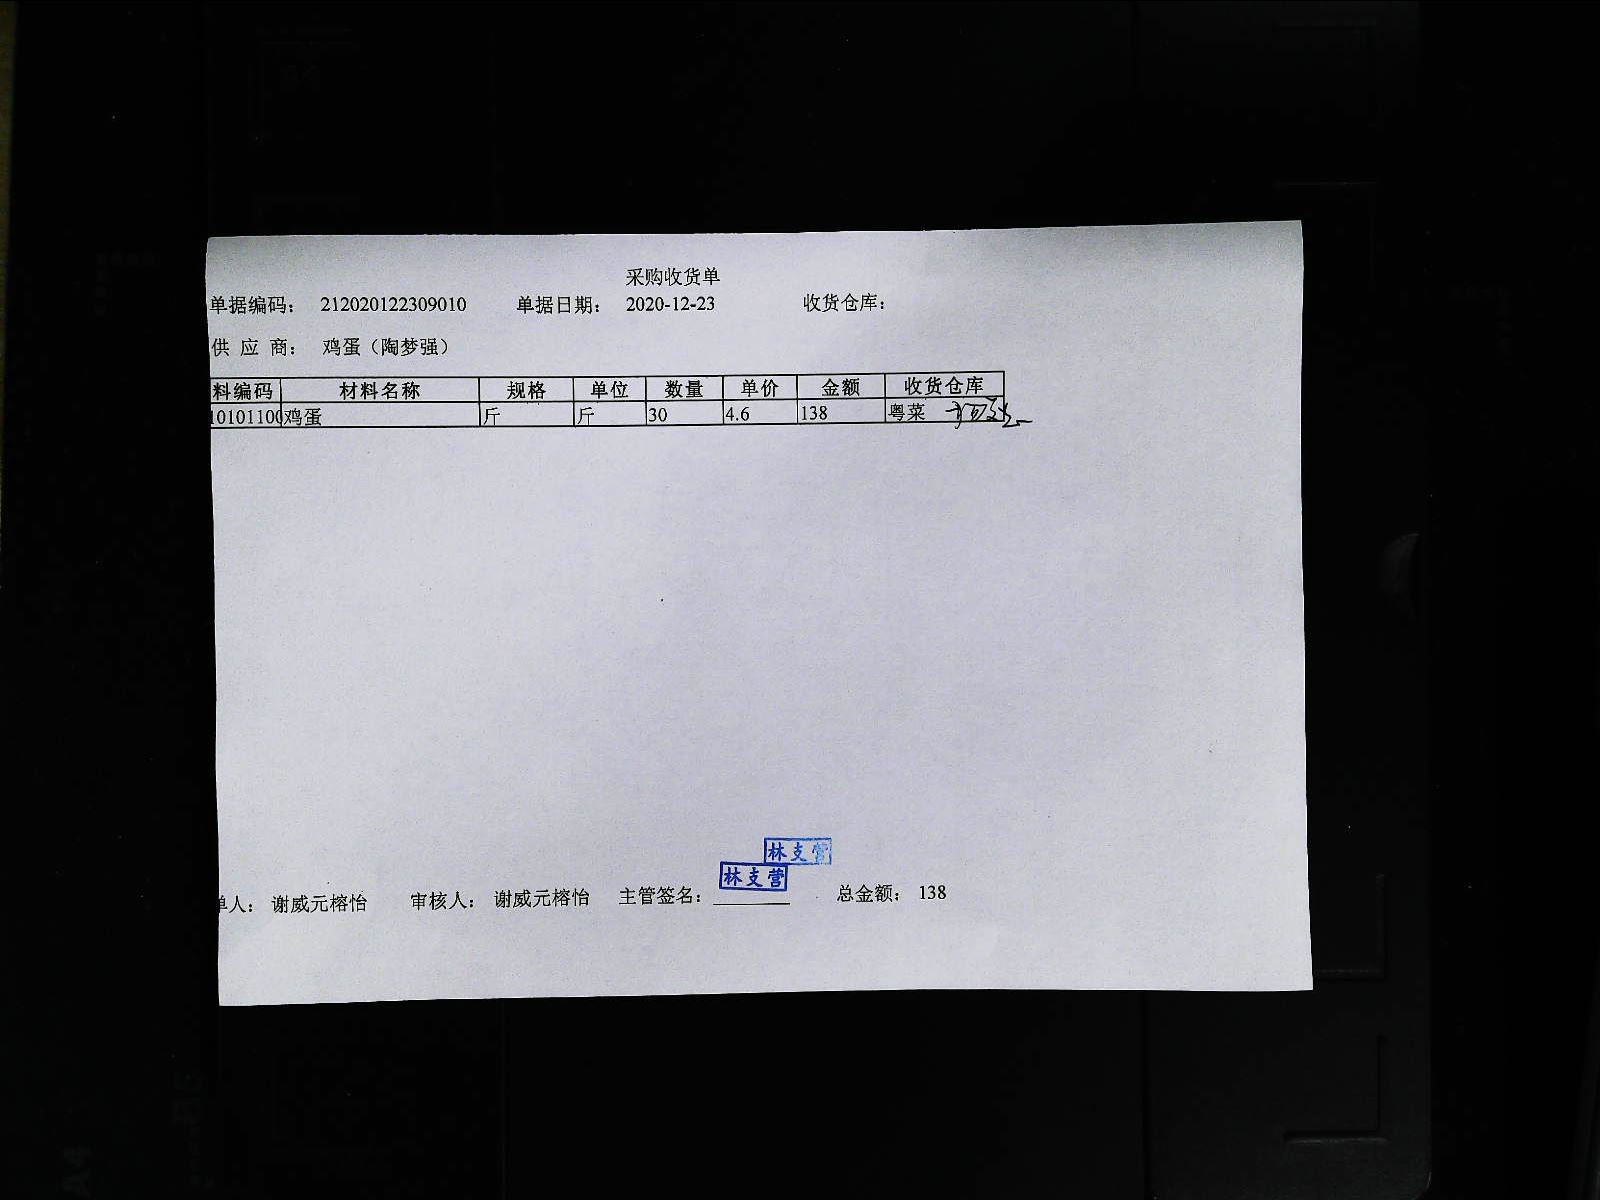 采购收货单
单据编码： 212020122309010 单据日期： 2020-12-23 收货仓库：
供 应 商： 鸡蛋（陶梦强）
料编码 材料名称 规格 单位 数量 单价 金额 收货仓库
10101100 鸡蛋 斤 斤 30 4.6 138 粤菜
林支营
林支营
单人： 谢威元榕怡 审核人： 谢威元榕怡 主管签名： 总金额： 138